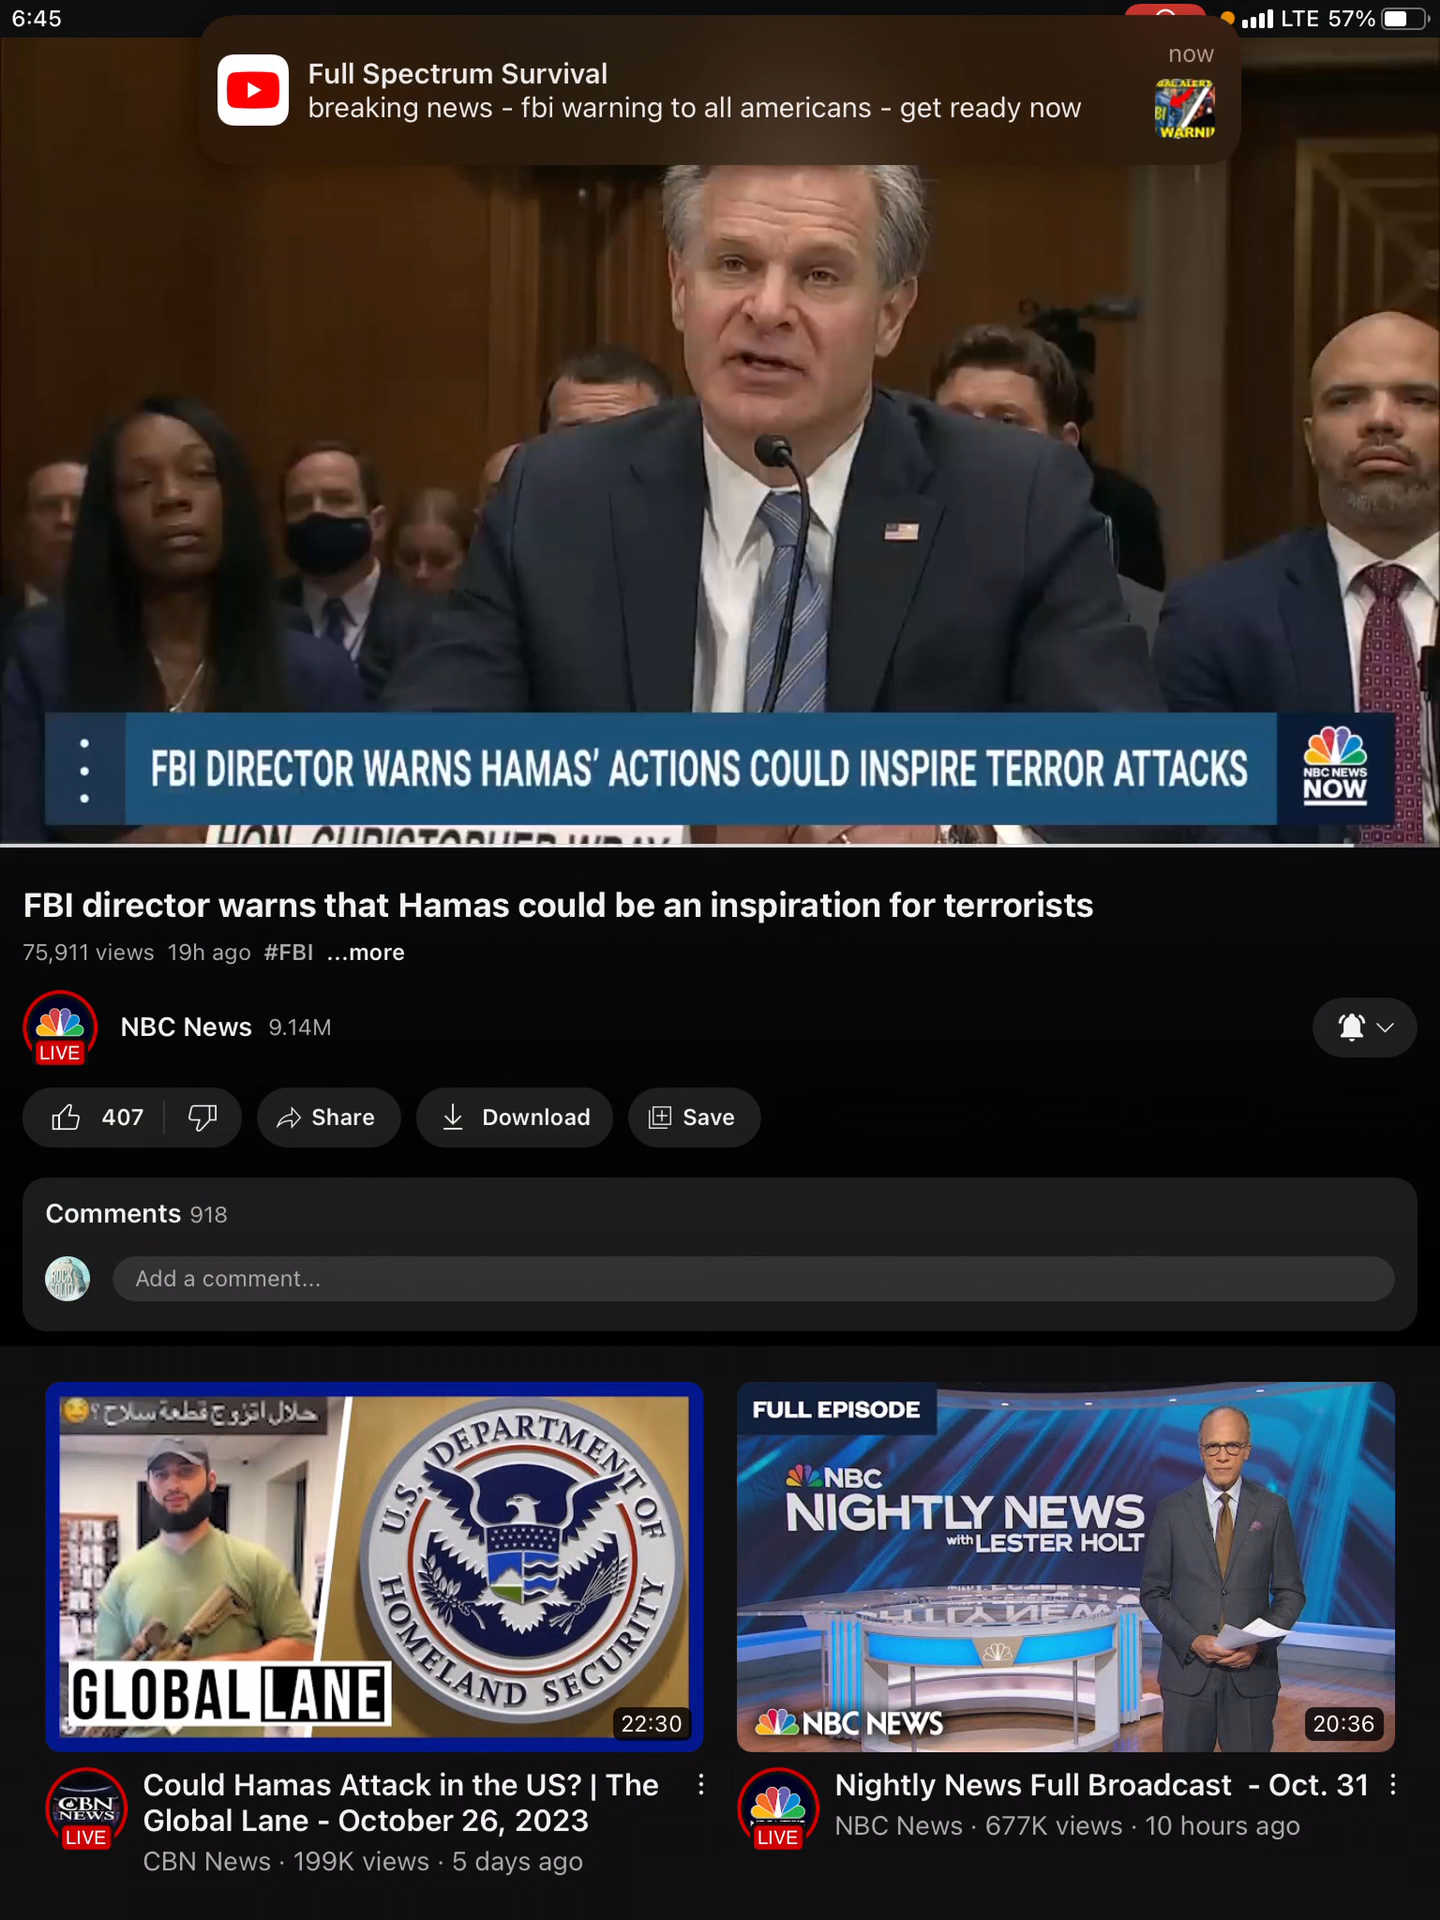 6:45
LTE 57%
now
Full Spectrum Survival
breaking news - fbi warning to all americans - get ready now
WARNI
FBI DIRECTOR WARNS HAMAS' ACTIONS COULD INSPIRE TERROR ATTACKS
NBC NEWS
NOW
HON. CHRISTOPHER WRAY
FBI director warns that Hamas could be an inspiration for terrorists
75,911 views 19h ago #FBI ...more
NBC News 9.14M
LIVE
407
Share
Download
Save
Comments 918
Add a comment...
حلال اتزوج قطعة سلاح؟
U.S. DEPARTMENT OF
HOMELAND SECURITY
GLOBAL LANE
22:30
FULL EPISODE
NBC
NIGHTLY NEWS
with LESTER HOLT
NBC NEWS
20:36
CBN
NEWS
LIVE
Could Hamas Attack in the US? | The
Global Lane - October 26, 2023
CBN News · 199K views · 5 days ago
LIVE
Nightly News Full Broadcast - Oct. 31
NBC News · 677K views · 10 hours ago